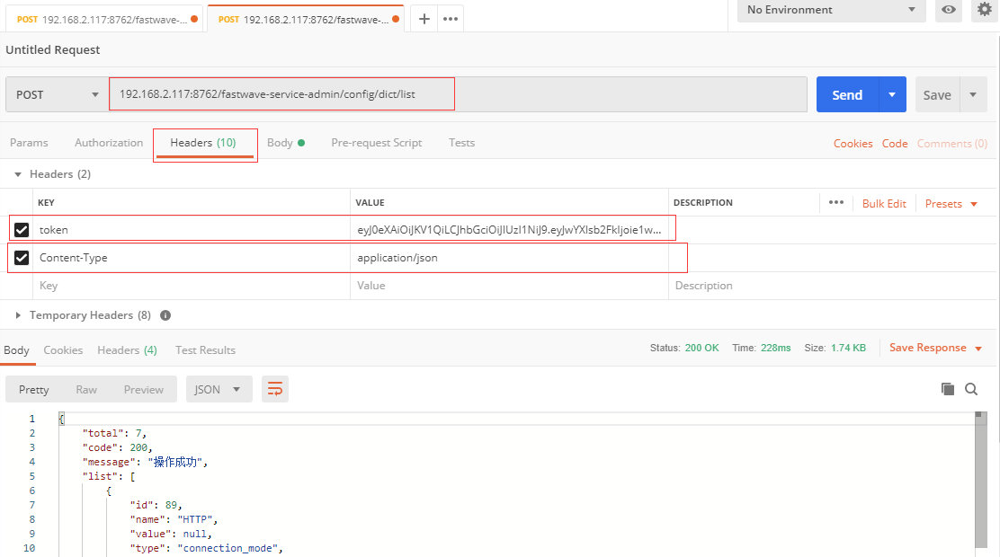 POST 192.168.2.117:8762/fastwave-... POST 192.168.2.117:8762/fastwave-... No Environment
Untitled Request
POST 192.168.2.117:8762/fastwave-service-admin/config/dict/list Send Save
Params Authorization Headers (10) Body Pre-request Script Tests Cookies Code Comments (0)
Headers (2)
KEY VALUE DESCRIPTION Bulk Edit Presets
token eyJ0eXAiOiJKV1QiLCJhbGciOiJIUzI1NiJ9.eyJwYXlsb2FkIjoie1w...
Content-Type application/json
Key Value Description
Temporary Headers (8)
Body Cookies Headers (4) Test Results Status: 200 OK Time: 228ms Size: 1.74 KB Save Response
Pretty Raw Preview JSON
1 {
2 "total": 7,
3 "code": 200,
4 "message": "操作成功",
5 "list": [
6 {
7 "id": 89,
8 "name": "HTTP",
9 "value": null,
10 "type": "connection_mode",